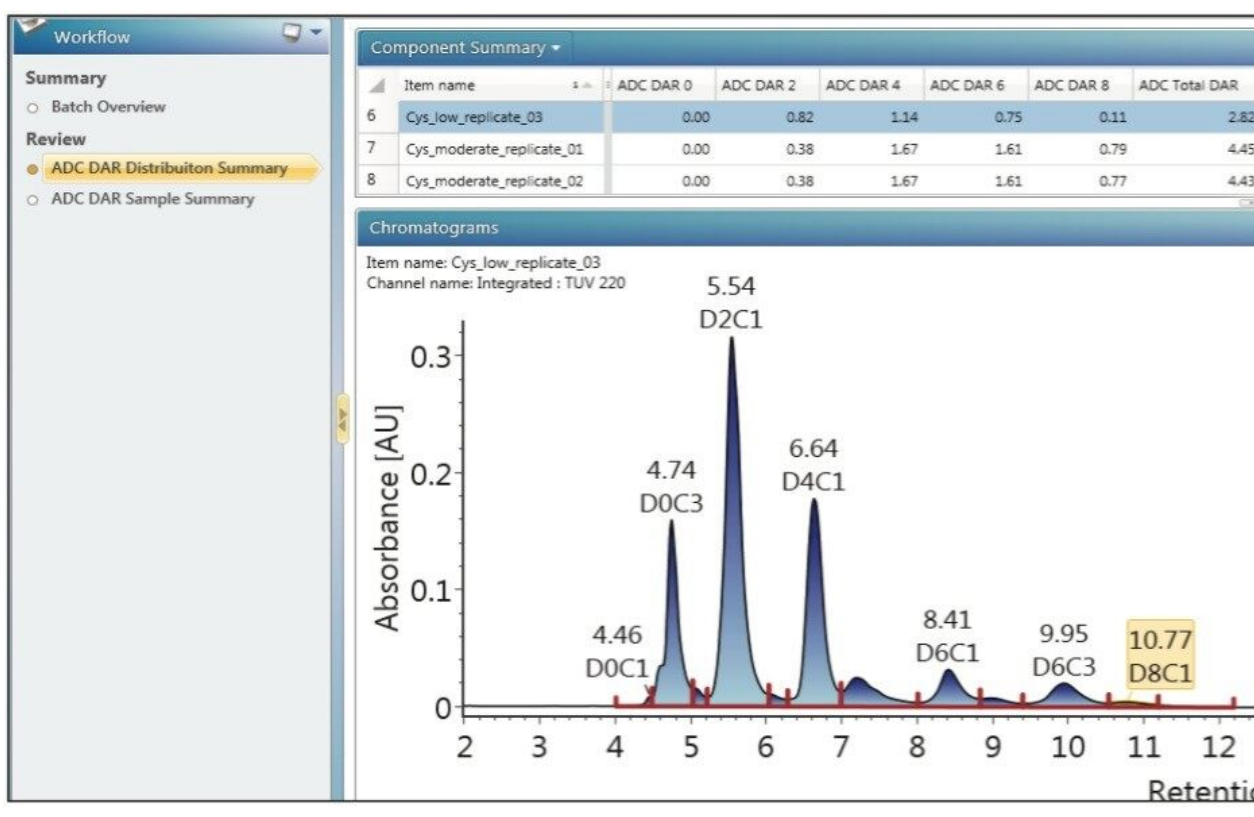 Workflow
Summary
Batch Overview
Review
ADC DAR Distribuiton Summary
ADC DAR Sample Summary
Component Summary
Item name ADC DAR 0 ADC DAR 2 ADC DAR 4 ADC DAR 6 ADC DAR 8 ADC Total DAR
6 Cys_low_replicate_03 0.00 0.82 1.14 0.75 0.11 2.82
7 Cys_moderate_replicate_01 0.00 0.38 1.67 1.61 0.79 4.45
8 Cys_moderate_replicate_02 0.00 0.38 1.67 1.61 0.77 4.43
Chromatograms
Item name: Cys_low_replicate_03
Channel name: Integrated : TUV 220
Absorbance [AU]
0.3
0.2
0.1
0
4.46
D0C1
4.74
D0C3
5.54
D2C1
6.64
D4C1
8.41
D6C1
9.95
D6C3
10.77
D8C1
2 3 4 5 6 7 8 9 10 11 12